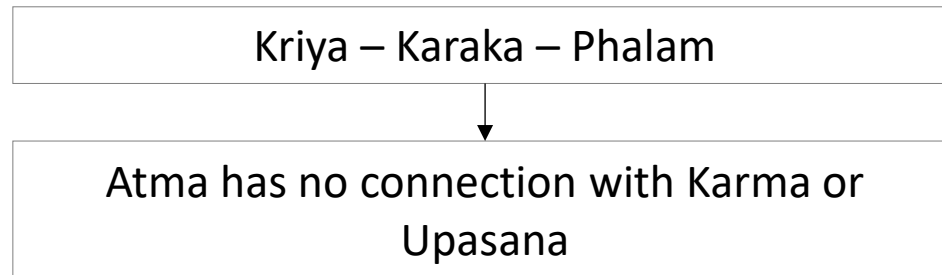 Kriya – Karaka – Phalam
Atma has no connection with Karma or
Upasana